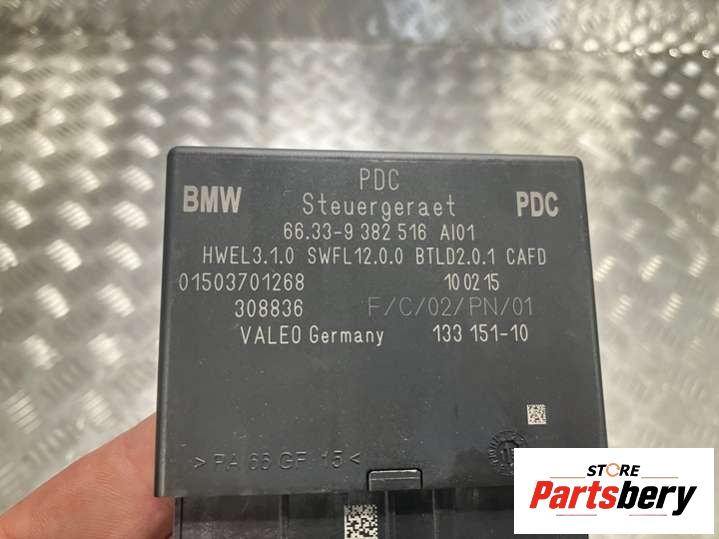 PDC
BMW Steuergeraet PDC
66.33-9 382 516 AI01
HWEL3.1.0 SWFL12.0.0 BTLD2.0.1 CAFD
01503701268 10 02 15
308836 F/C/02/PN/01
VALEO Germany 133 151-10
>PA 66 GF 15<
STORE
Partsbery